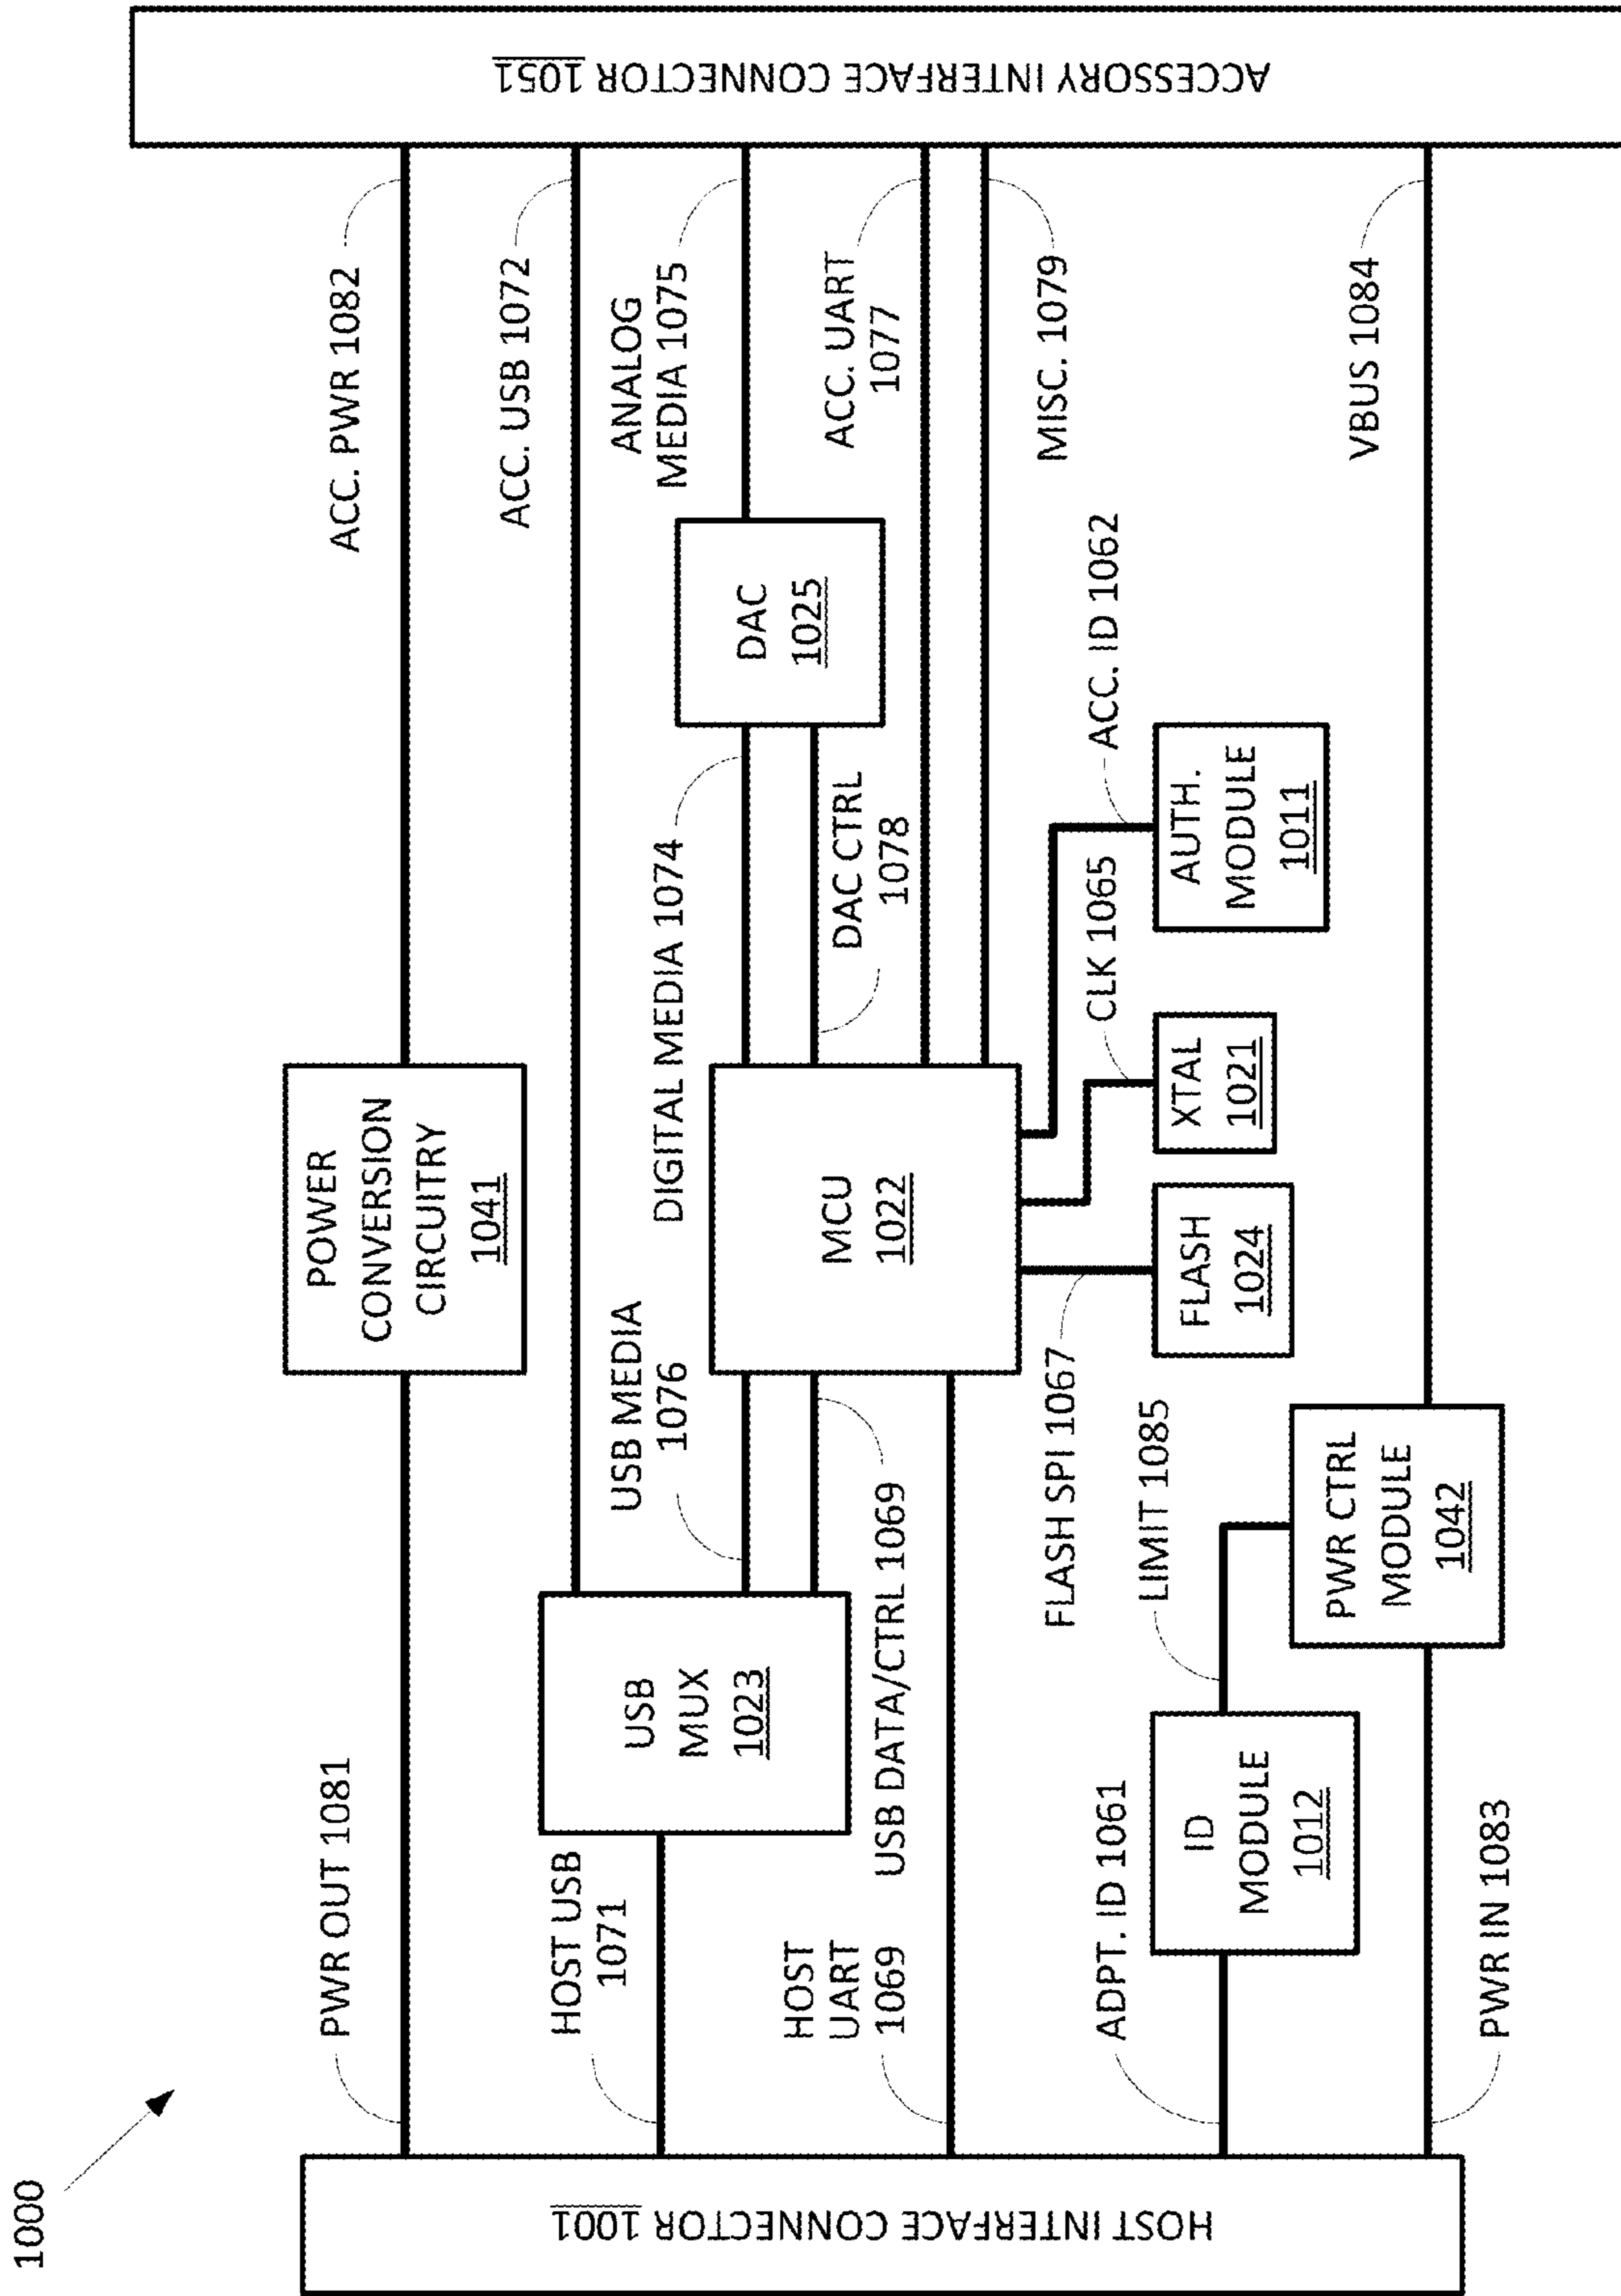 1000
HOST INTERFACE CONNECTOR 1001
PWR OUT 1081
POWER
CONVERSION
CIRCUITRY
1041
ACC. PWR 1082
HOST USB
1071
USB
MUX
1023
ACC. USB 1072
USB MEDIA
1076
DIGITAL MEDIA 1074
ANALOG
MEDIA 1075
DAC
1025
MCU
1022
DAC CTRL
1078
ACC. UART
1077
HOST
UART
1069
USB DATA/CTRL 1069
MISC. 1079
FLASH SPI 1067
CLK 1065
ACC. ID 1062
FLASH
1024
XTAL
1021
AUTH.
MODULE
1011
ADPT. ID 1061
LIMIT 1085
ID
MODULE
1012
PWR CTRL
MODULE
1042
PWR IN 1083
VBUS 1084
ACCESSORY INTERFACE CONNECTOR 1051